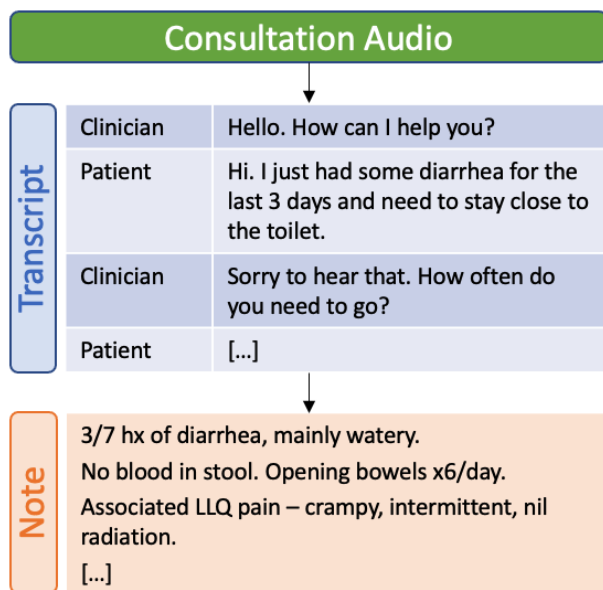 Consultation Audio
Transcript
Clinician
Hello. How can I help you?
Patient
Hi. I just had some diarrhea for the
last 3 days and need to stay close to
the toilet.
Clinician
Sorry to hear that. How often do
you need to go?
Patient
[...]
Note
3/7 hx of diarrhea, mainly watery.
No blood in stool. Opening bowels x6/day.
Associated LLQ pain – crampy, intermittent, nil
radiation.
[...]